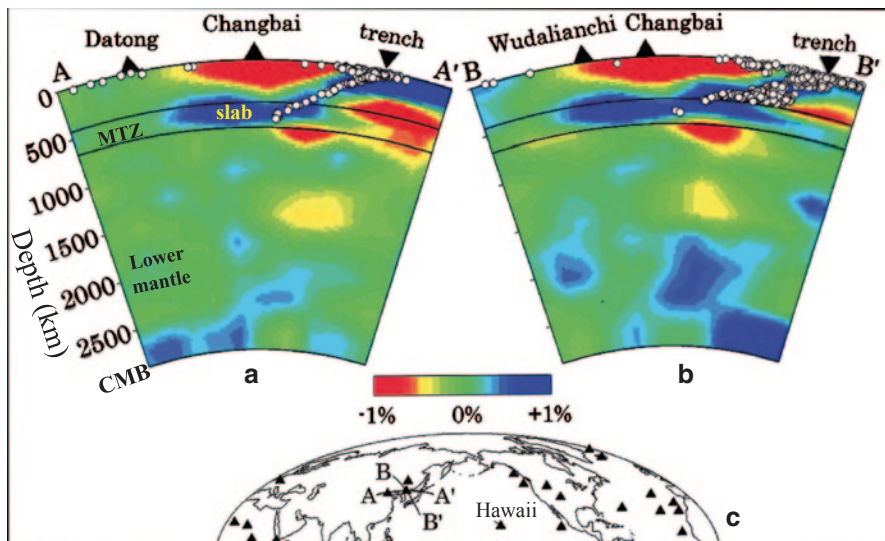 Datong Changbai trench
A A'
Wudalianchi Changbai trench
B B'
0
500
1000
1500
2000
2500
Depth (km)
MTZ
slab
Lower
mantle
CMB
a
b
-1% 0% +1%
B
A A'
B'
Hawaii
c